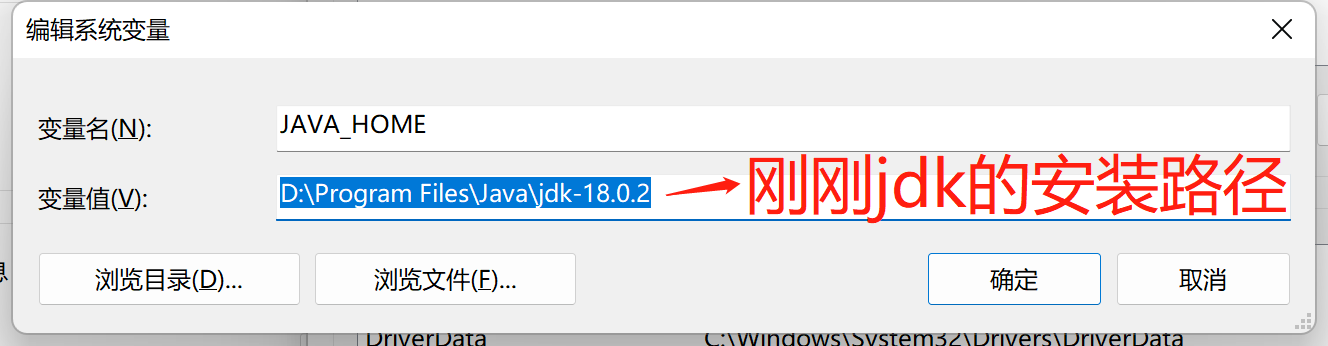 编辑系统变量
变量名(N):
JAVA_HOME
变量值(V):
D:\Program Files\Java\jdk-18.0.2
刚刚jdk的安装路径
浏览目录(D)...
浏览文件(F)...
确定
取消
息
DriverData
C:\Windows\System32\Drivers\DriverData